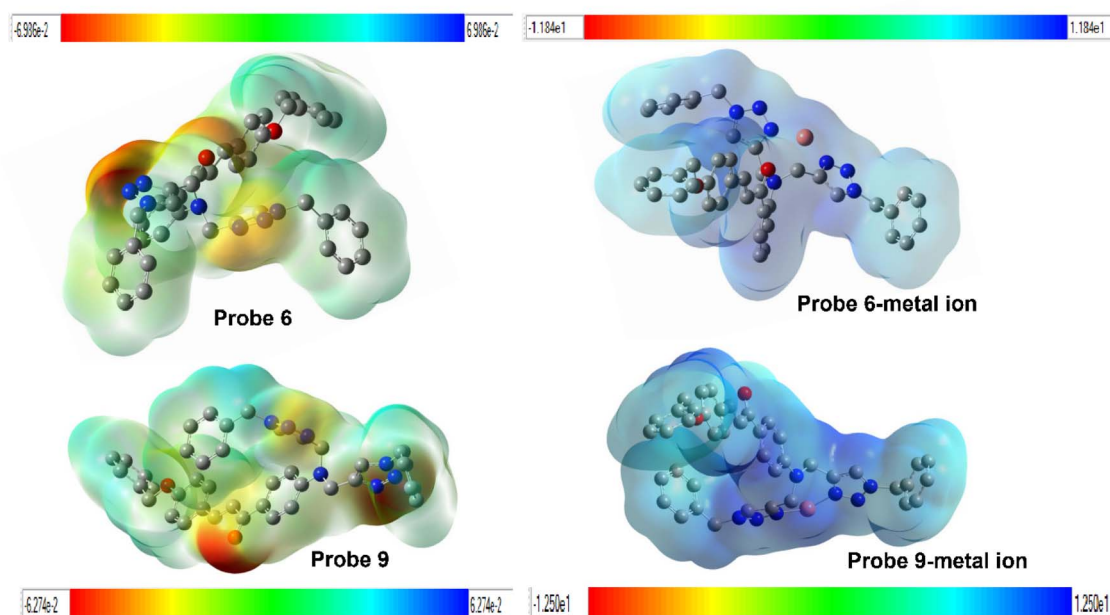 -6.986e-2 6.986e-2 -1.184e1 1.184e1
Probe 6
Probe 6-metal ion
Probe 9
Probe 9-metal ion
-6.274e-2 6.274e-2 -1.250e1 1.250e1